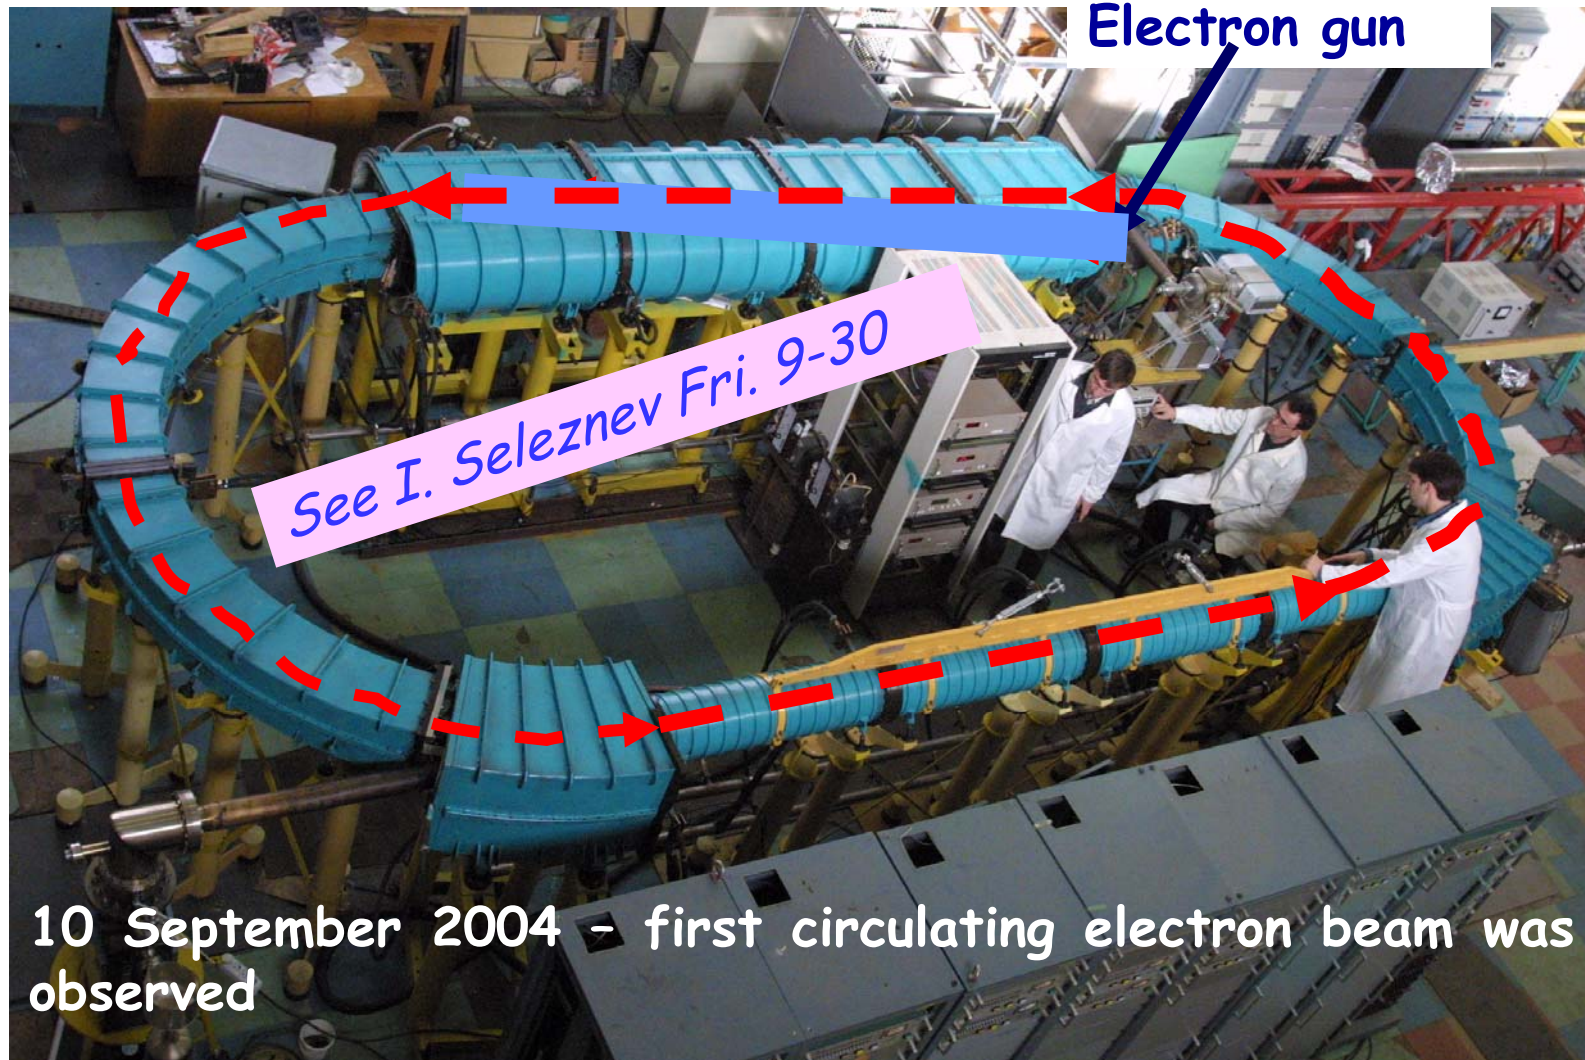 Electron gun
See I. Seleznev Fri. 9-30
10 September 2004 – first circulating electron beam was
observed